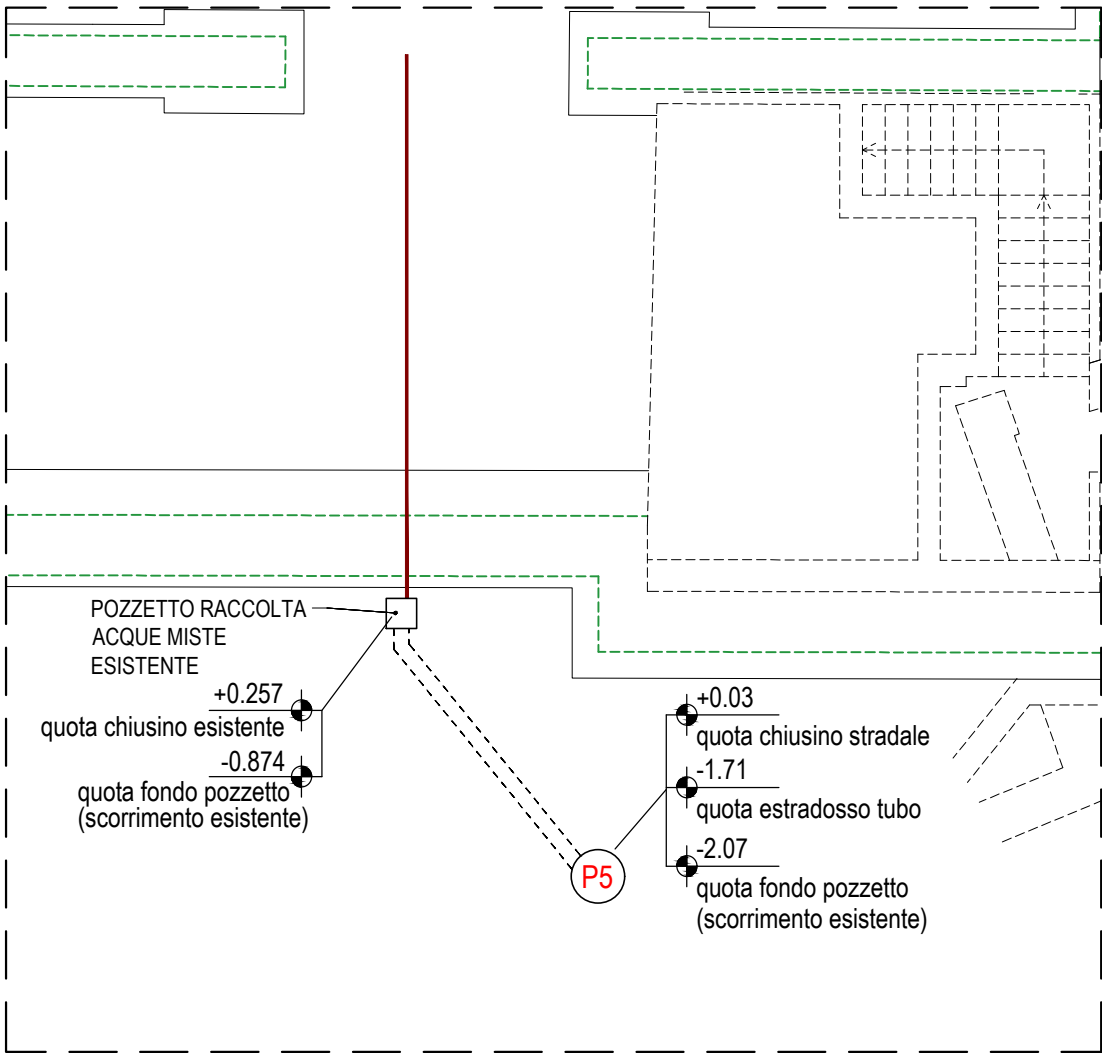 POZZETTO RACCOLTA
ACQUE MISTE
ESISTENTE
+0.257
quota chiusino esistente
-0.874
quota fondo pozzetto
(scorrimento esistente)
P5
+0.03
quota chiusino stradale
-1.71
quota estradosso tubo
-2.07
quota fondo pozzetto
(scorrimento esistente)